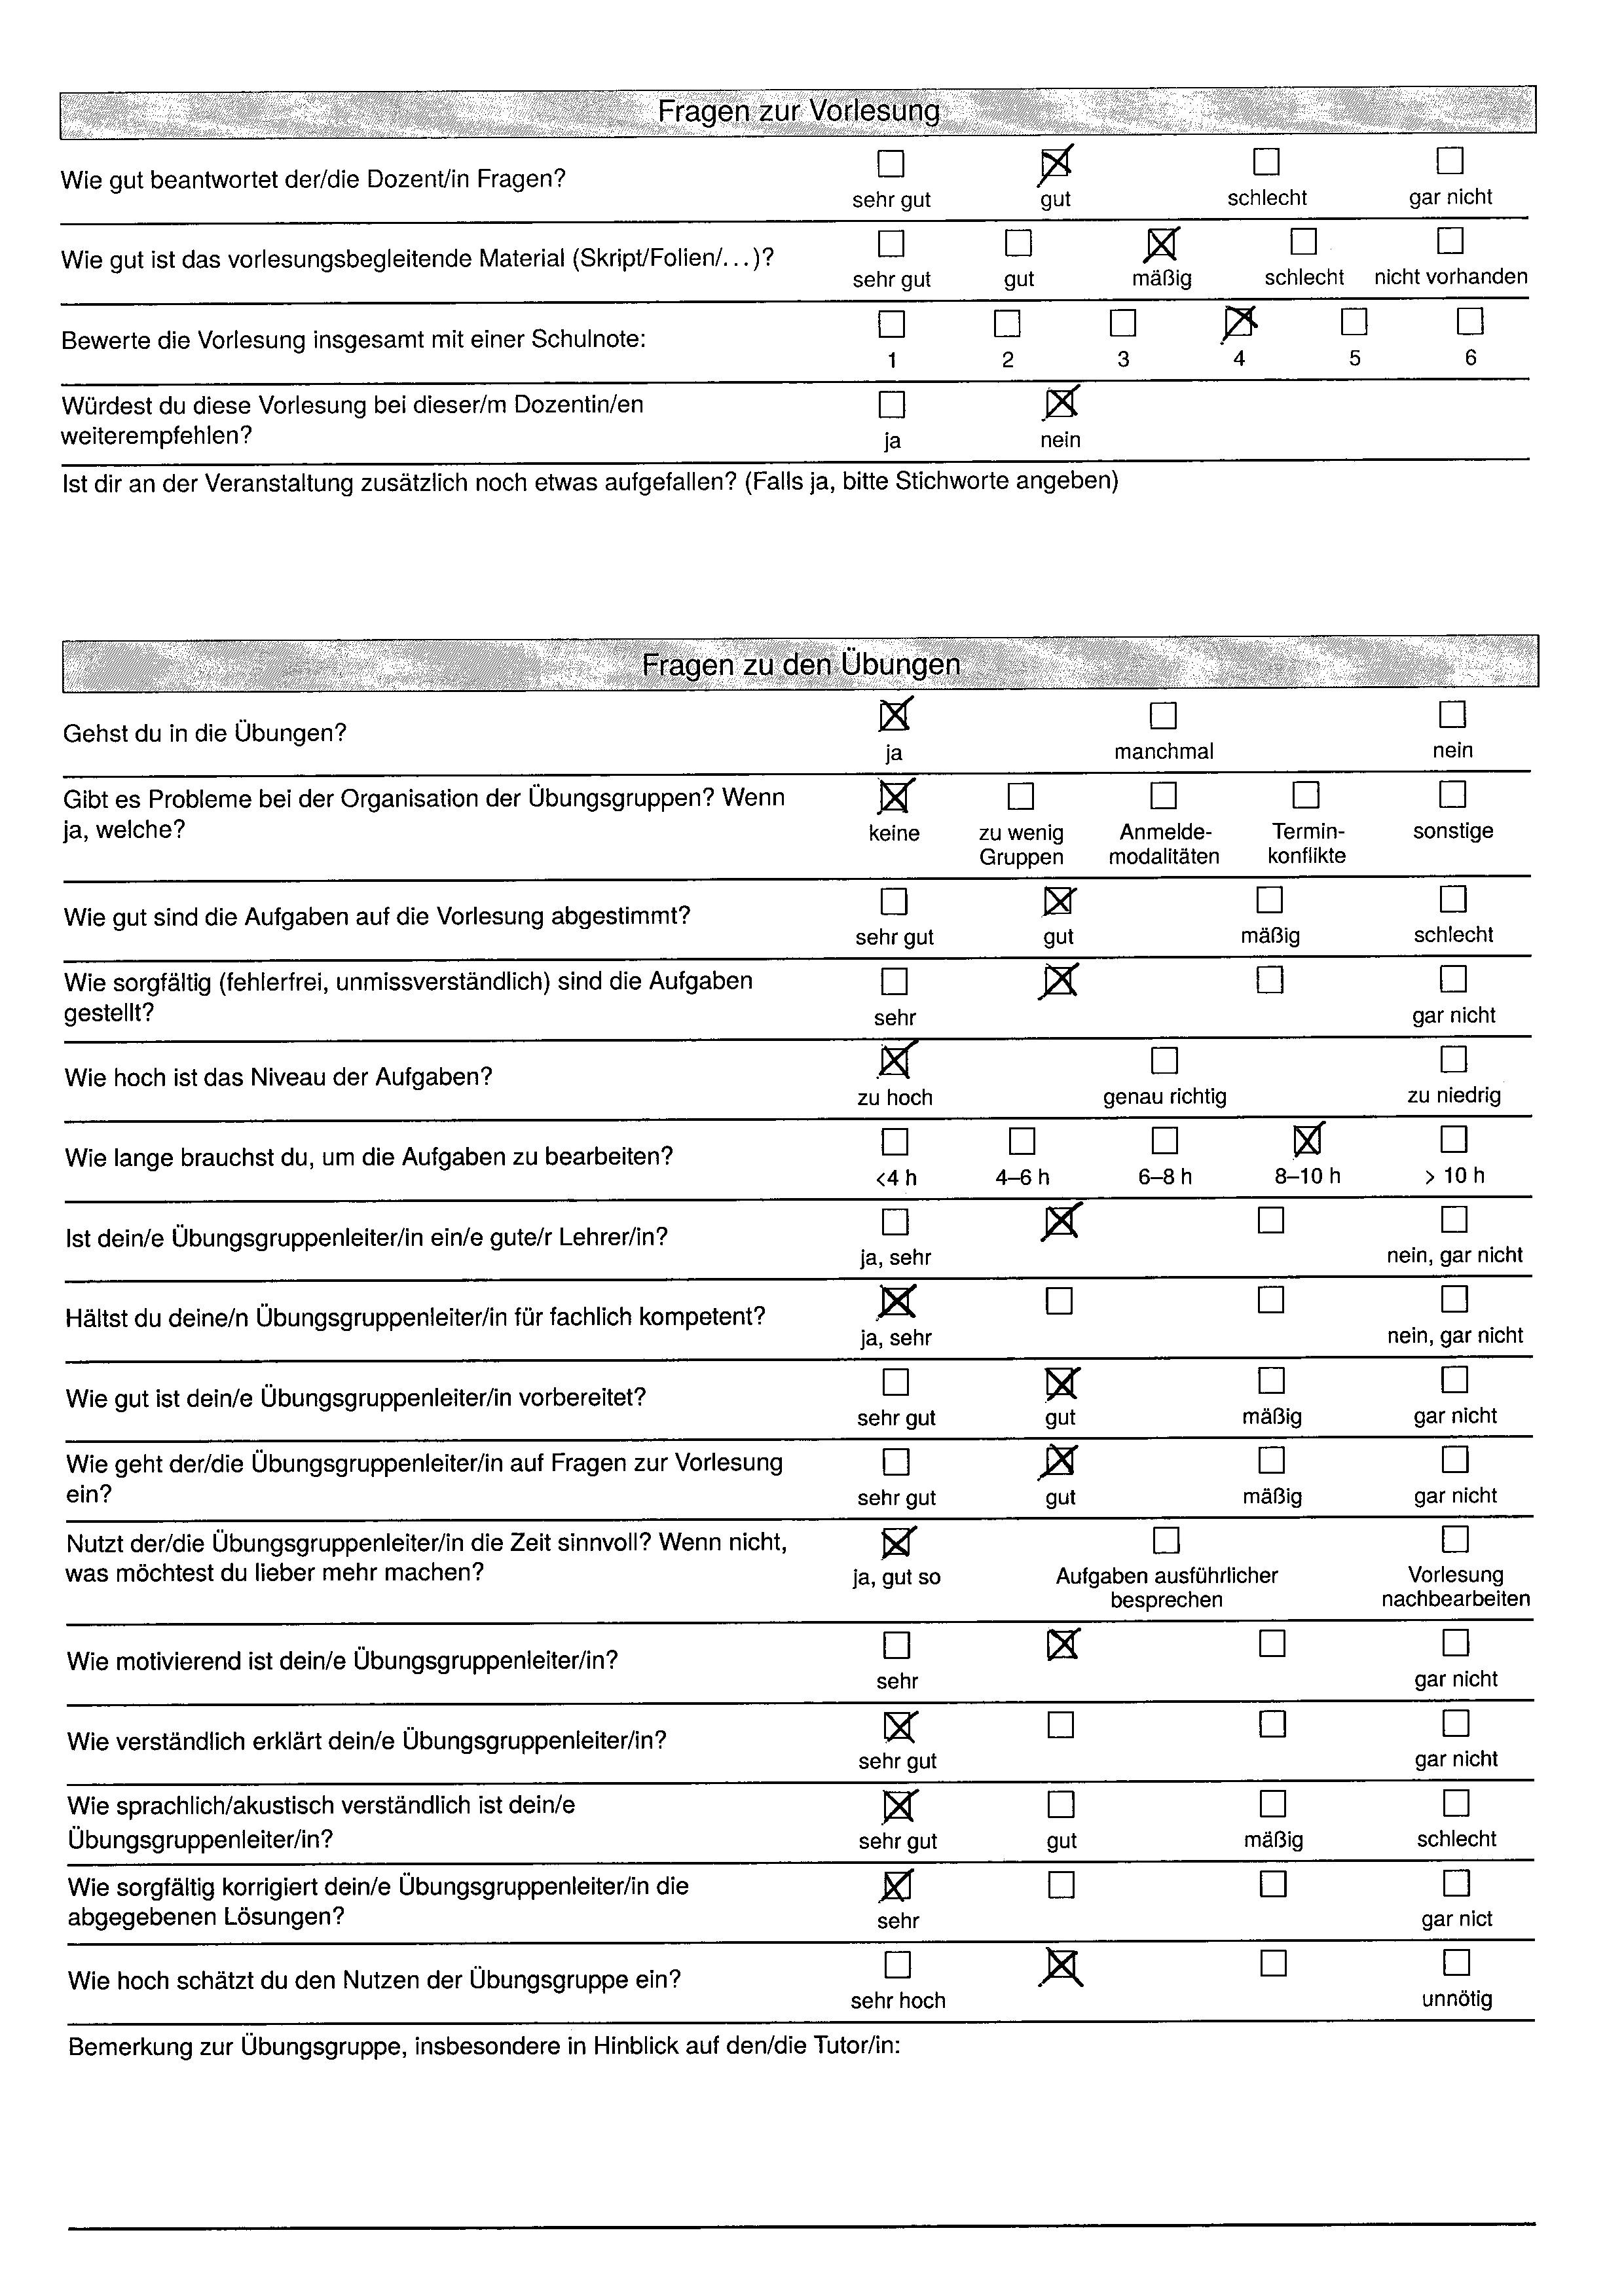 Fragen zur Vorlesung
Wie gut beantwortet der/die Dozent/in Fragen?
sehr gut gut schlecht gar nicht
Wie gut ist das vorlesungsbegleitende Material (Skript/Folien/...)?
sehr gut gut mäßig schlecht nicht vorhanden
Bewerte die Vorlesung insgesamt mit einer Schulnote:
1 2 3 4 5 6
Würdest du diese Vorlesung bei dieser/m Dozentin/en
weiterempfehlen?
ja nein
Ist dir an der Veranstaltung zusätzlich noch etwas aufgefallen? (Falls ja, bitte Stichworte angeben)
Fragen zu den Übungen
Gehst du in die Übungen?
ja manchmal nein
Gibt es Probleme bei der Organisation der Übungsgruppen? Wenn
ja, welche?
keine zu wenig Anmelde- Termin- sonstige
Gruppen modalitäten konflikte
Wie gut sind die Aufgaben auf die Vorlesung abgestimmt?
sehr gut gut mäßig schlecht
Wie sorgfältig (fehlerfrei, unmissverständlich) sind die Aufgaben
gestellt?
sehr gar nicht
Wie hoch ist das Niveau der Aufgaben?
zu hoch genau richtig zu niedrig
Wie lange brauchst du, um die Aufgaben zu bearbeiten?
<4 h 4–6 h 6–8 h 8–10 h > 10 h
Ist dein/e Übungsgruppenleiter/in ein/e gute/r Lehrer/in?
ja, sehr nein, gar nicht
Hältst du deine/n Übungsgruppenleiter/in für fachlich kompetent?
ja, sehr nein, gar nicht
Wie gut ist dein/e Übungsgruppenleiter/in vorbereitet?
sehr gut gut mäßig gar nicht
Wie geht der/die Übungsgruppenleiter/in auf Fragen zur Vorlesung
ein?
sehr gut gut mäßig gar nicht
Nutzt der/die Übungsgruppenleiter/in die Zeit sinnvoll? Wenn nicht,
was möchtest du lieber mehr machen?
ja, gut so Aufgaben ausführlicher Vorlesung
besprechen nachbearbeiten
Wie motivierend ist dein/e Übungsgruppenleiter/in?
sehr gar nicht
Wie verständlich erklärt dein/e Übungsgruppenleiter/in?
sehr gut gar nicht
Wie sprachlich/akustisch verständlich ist dein/e
Übungsgruppenleiter/in?
sehr gut gut mäßig schlecht
Wie sorgfältig korrigiert dein/e Übungsgruppenleiter/in die
abgegebenen Lösungen?
sehr gar nict
Wie hoch schätzt du den Nutzen der Übungsgruppe ein?
sehr hoch unnötig
Bemerkung zur Übungsgruppe, insbesondere in Hinblick auf den/die Tutor/in: